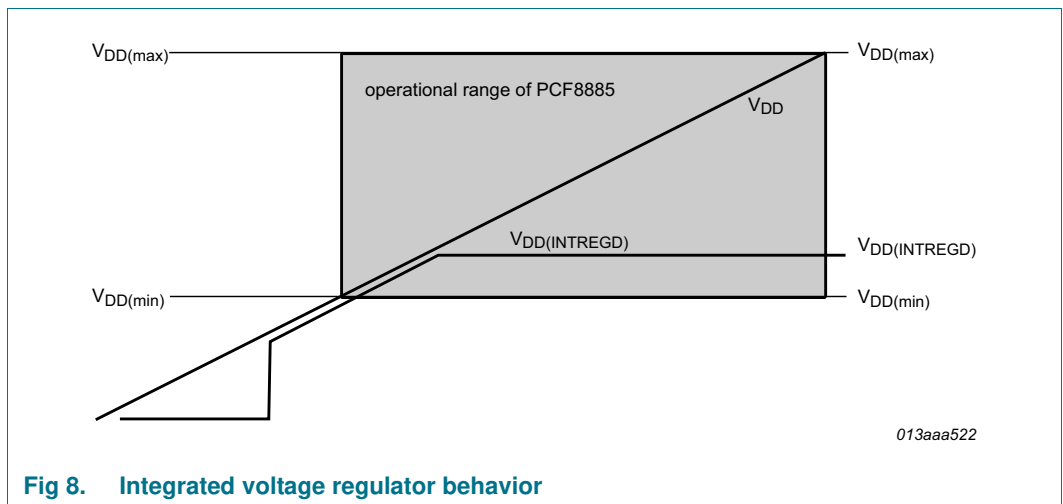 VDD(max)
VDD(max)
operational range of PCF8885
VDD
VDD(INTREGD)
VDD(INTREGD)
VDD(min)
VDD(min)
013aaa522
Fig 8. Integrated voltage regulator behavior